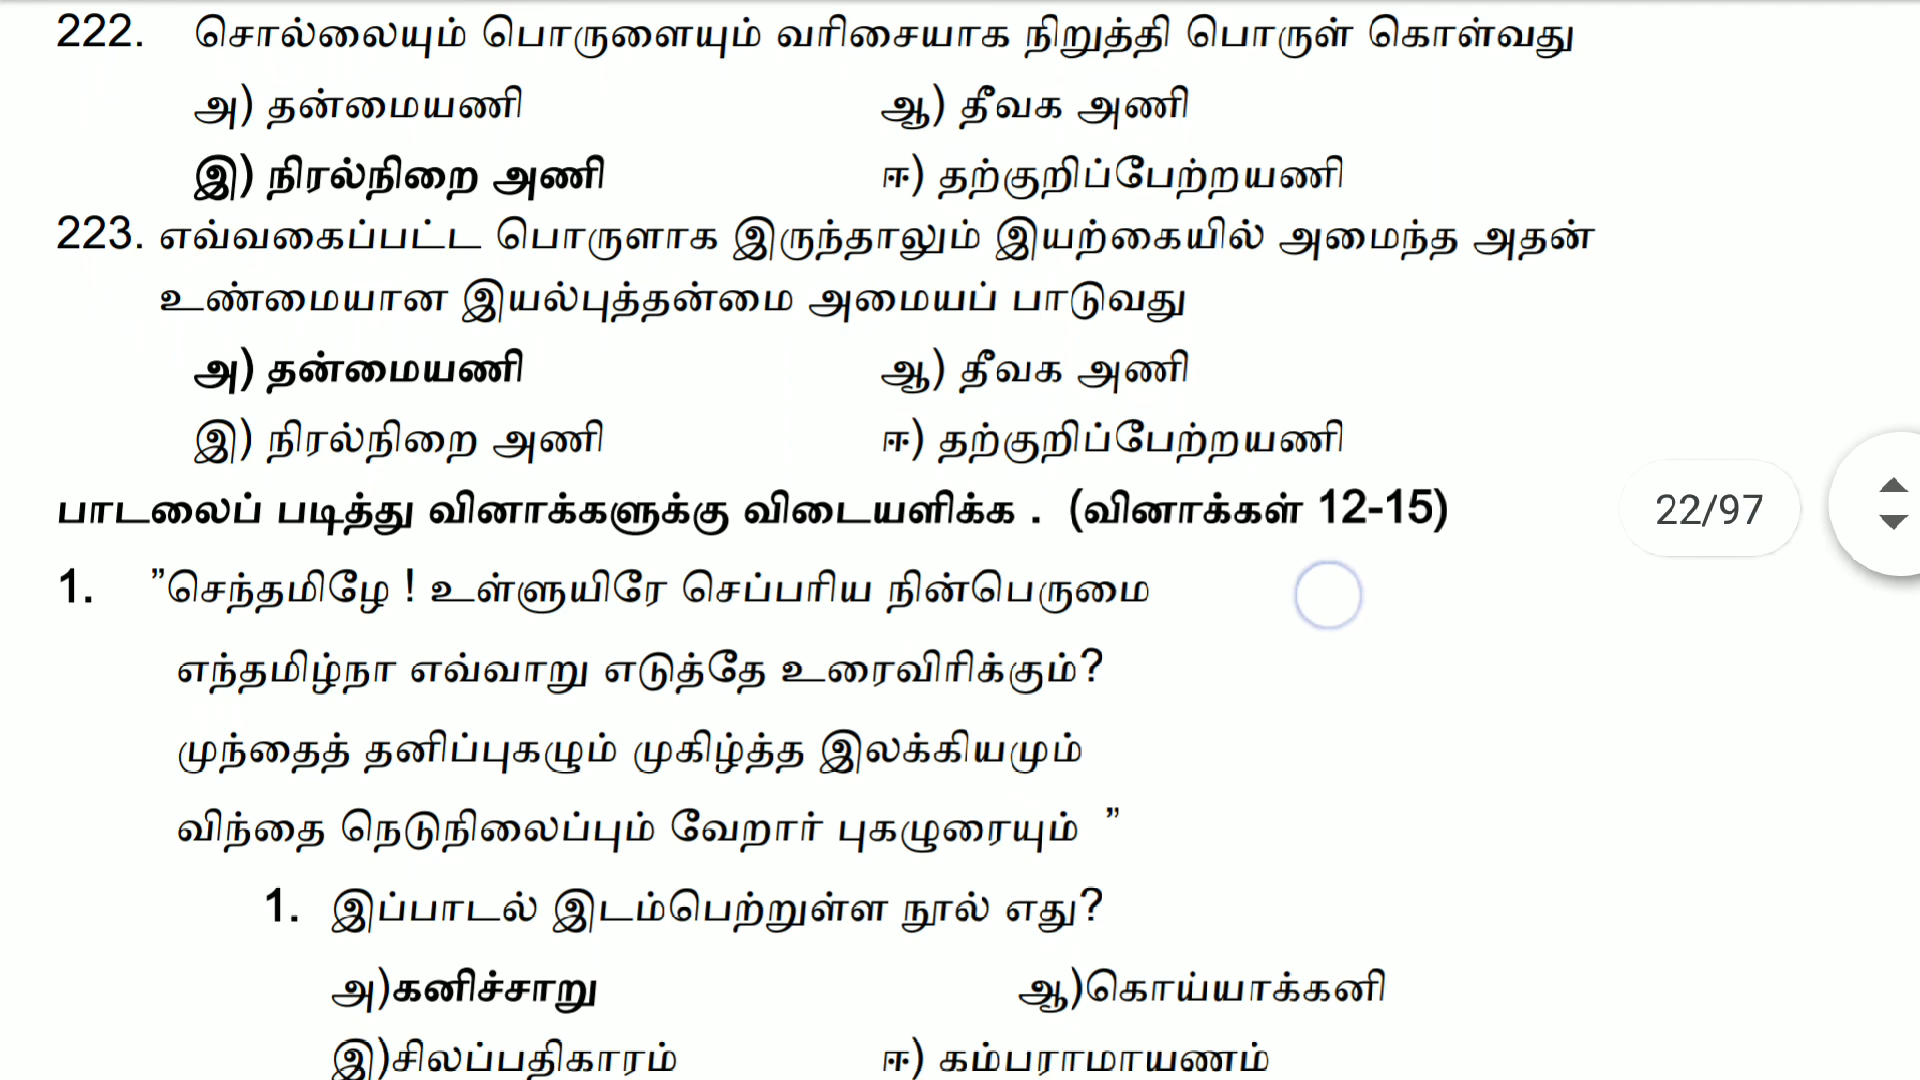 222. சொல்லையும் பொருளையும் வரிசையாக நிறுத்தி பொருள் கொள்வது
அ) தன்மையணி ஆ) தீவக அணி
இ) நிரல்நிறை அணி ஈ) தற்குறிப்பேற்றயணி
223. எவ்வகைப்பட்ட பொருளாக இருந்தாலும் இயற்கையில் அமைந்த அதன்
உண்மையான இயல்புத்தன்மை அமையப் பாடுவது
அ) தன்மையணி ஆ) தீவக அணி
இ) நிரல்நிறை அணி ஈ) தற்குறிப்பேற்றயணி
பாடலைப் படித்து வினாக்களுக்கு விடையளிக்க . (வினாக்கள் 12-15)
22/97
1. ”செந்தமிழே ! உள்ளுயிரே செப்பரிய நின்பெருமை
எந்தமிழ்நா எவ்வாறு எடுத்தே உரைவிரிக்கும்?
முந்தைத் தனிப்புகழும் முகிழ்த்த இலக்கியமும்
விந்தை நெடுநிலைப்பும் வேறார் புகழுரையும் ”
1. இப்பாடல் இடம்பெற்றுள்ள நூல் எது?
அ)கனிச்சாறு ஆ)கொய்யாக்கனி
இ)சிலப்பதிகாரம் ஈ) கம்பராமாயணம்